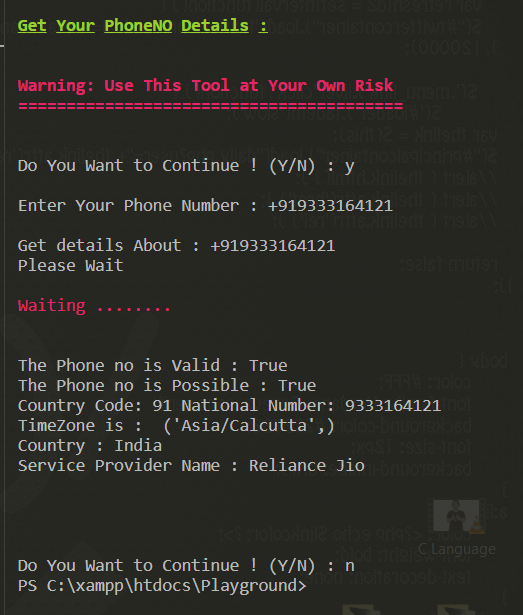 Get Your PhoneNO Details :
Warning: Use This Tool at Your Own Risk
========================================
Do You Want to Continue ! (Y/N) : y
Enter Your Phone Number : +919333164121
Get details About : +919333164121
Please Wait
Waiting ........
The Phone no is Valid : True
The Phone no is Possible : True
Country Code: 91 National Number: 9333164121
TimeZone is :  ('Asia/Calcutta',)
Country : India
Service Provider Name : Reliance Jio
C Language
Do You Want to Continue ! (Y/N) : n
PS C:\xampp\htdocs\Playground>